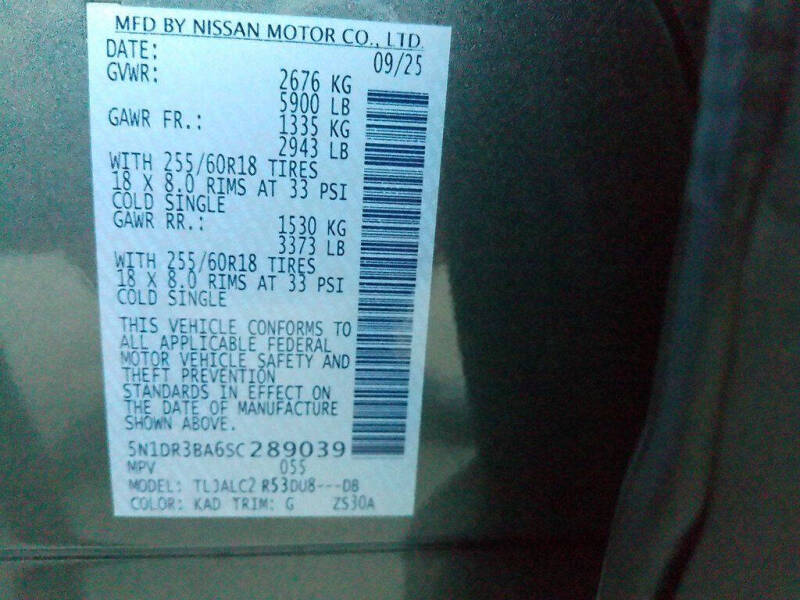 MFD BY NISSAN MOTOR CO., LTD.
DATE: 09/25
GVWR: 2676 KG
5900 LB
GAWR FR.: 1335 KG
2943 LB
WITH 255/60R18 TIRES
18 X 8.0 RIMS AT 33 PSI
COLD SINGLE
GAWR RR.: 1530 KG
3373 LB
WITH 255/60R18 TIRES
18 X 8.0 RIMS AT 33 PSI
COLD SINGLE
THIS VEHICLE CONFORMS TO
ALL APPLICABLE FEDERAL
MOTOR VEHICLE SAFETY AND
THEFT PREVENTION
STANDARDS IN EFFECT ON
THE DATE OF MANUFACTURE
SHOWN ABOVE.
5N1DR3BA6SC289039
MPV 055
MODEL: TLJALC2 R53DU8---DB
COLOR: KAD TRIM: G ZS30A